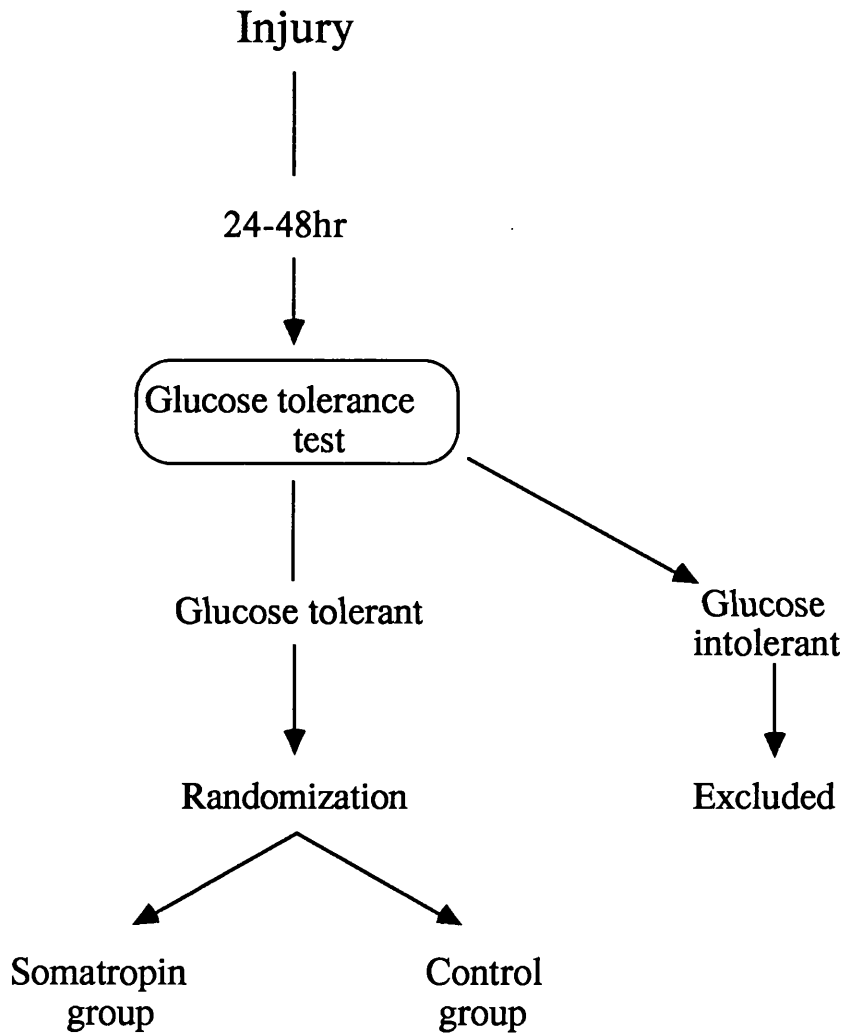 Injury
24-48hr
Glucose tolerance
test
Glucose tolerant
Glucose
intolerant
Randomization
Excluded
Somatropin
group
Control
group